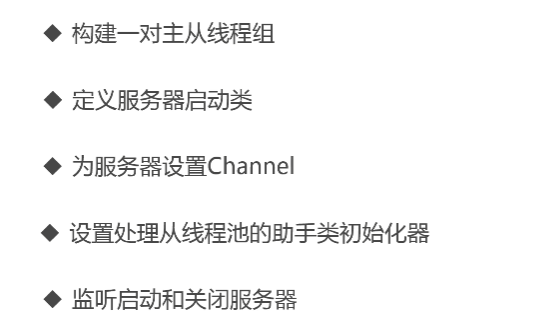 ◆ 构建一对主从线程组
◆ 定义服务器启动类
◆ 为服务器设置Channel
◆ 设置处理从线程池的助手类初始化器
◆ 监听启动和关闭服务器